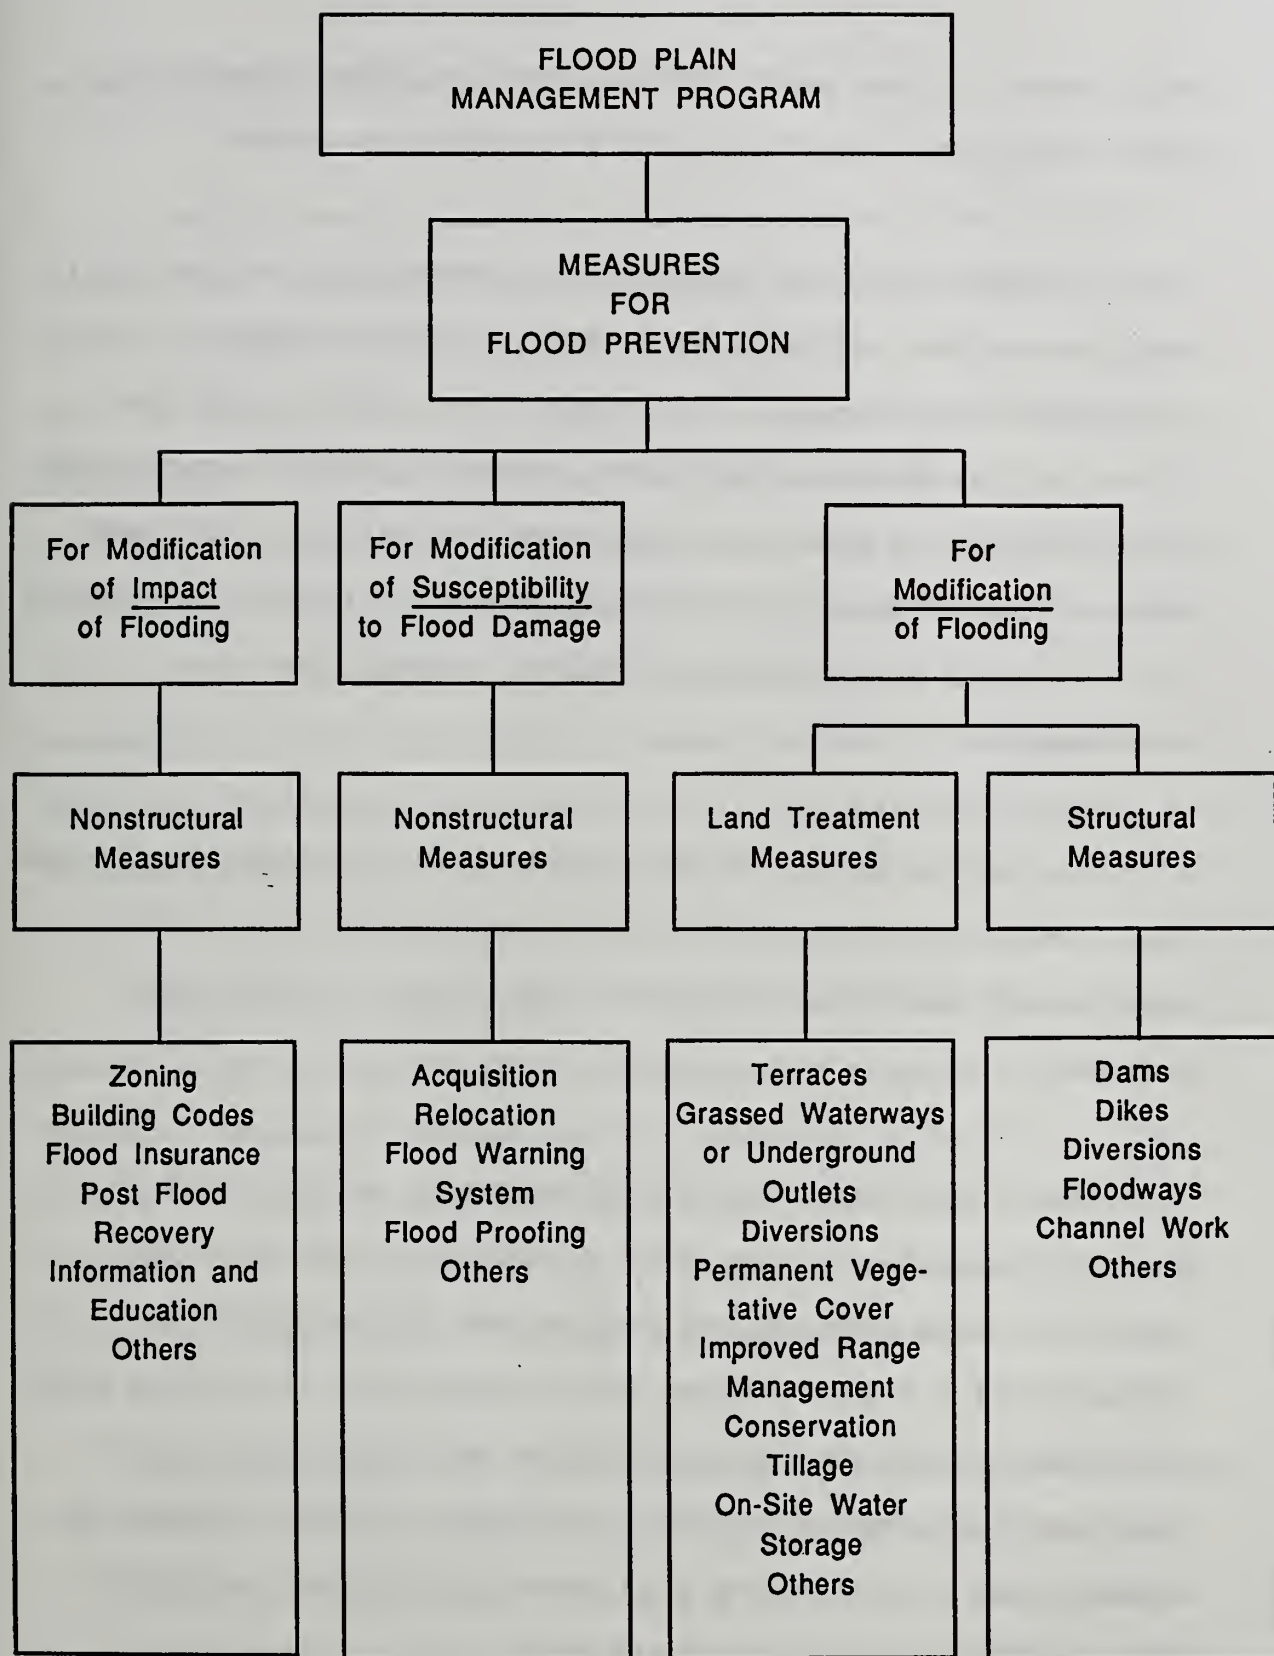 FLOOD PLAIN
MANAGEMENT PROGRAM
MEASURES
FOR
FLOOD PREVENTION
For Modification
of Impact
of Flooding
For Modification
of Susceptibility
to Flood Damage
For
Modification
of Flooding
Nonstructural
Measures
Nonstructural
Measures
Land Treatment
Measures
Structural
Measures
Zoning
Building Codes
Flood Insurance
Post Flood
Recovery
Information and
Education
Others
Acquisition
Relocation
Flood Warning
System
Flood Proofing
Others
Terraces
Grassed Waterways
or Underground
Outlets
Diversions
Permanent Vege-
tative Cover
Improved Range
Management
Conservation
Tillage
On-Site Water
Storage
Others
Dams
Dikes
Diversions
Floodways
Channel Work
Others